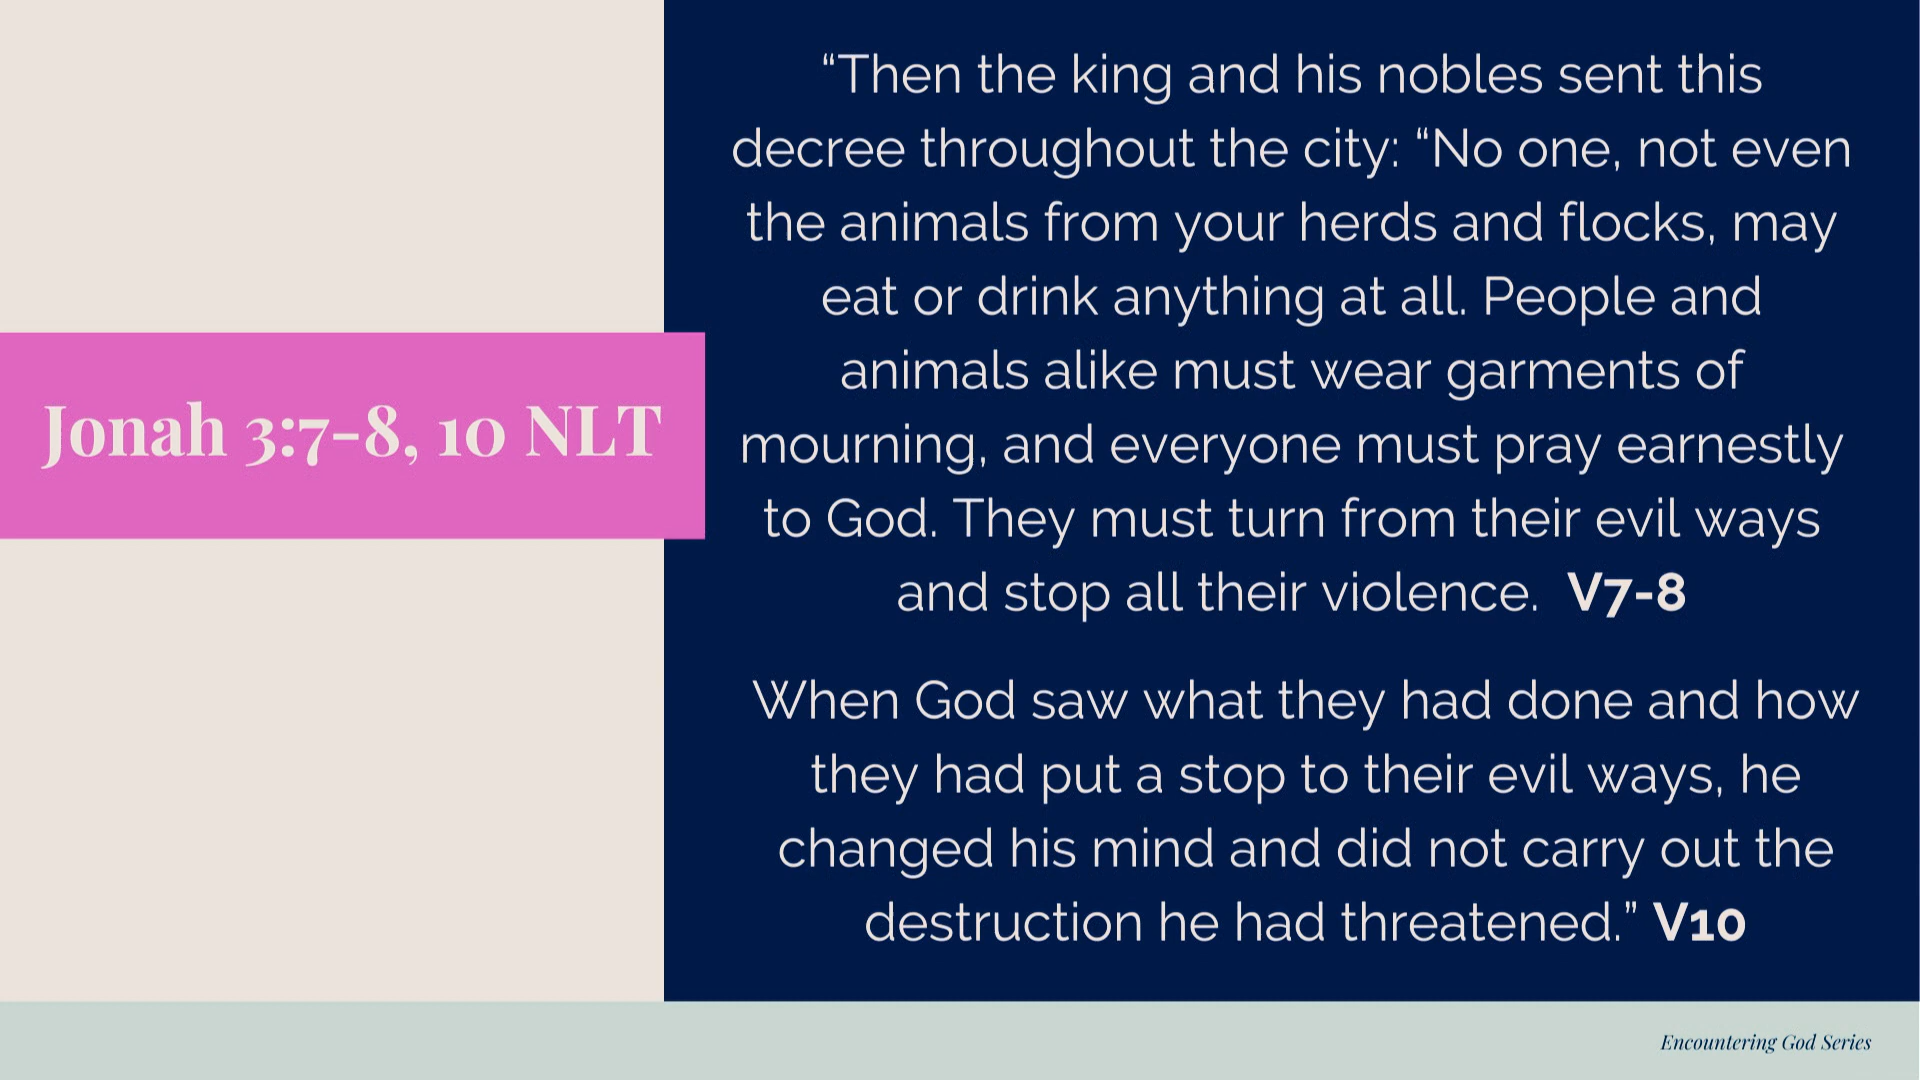 Jonah 3:7-8, 10 NLT
“Then the king and his nobles sent this
decree throughout the city: “No one, not even
the animals from your herds and flocks, may
eat or drink anything at all. People and
animals alike must wear garments of
mourning, and everyone must pray earnestly
to God. They must turn from their evil ways
and stop all their violence.  V7-8
When God saw what they had done and how
they had put a stop to their evil ways, he
changed his mind and did not carry out the
destruction he had threatened.” V10
Encountering God Series